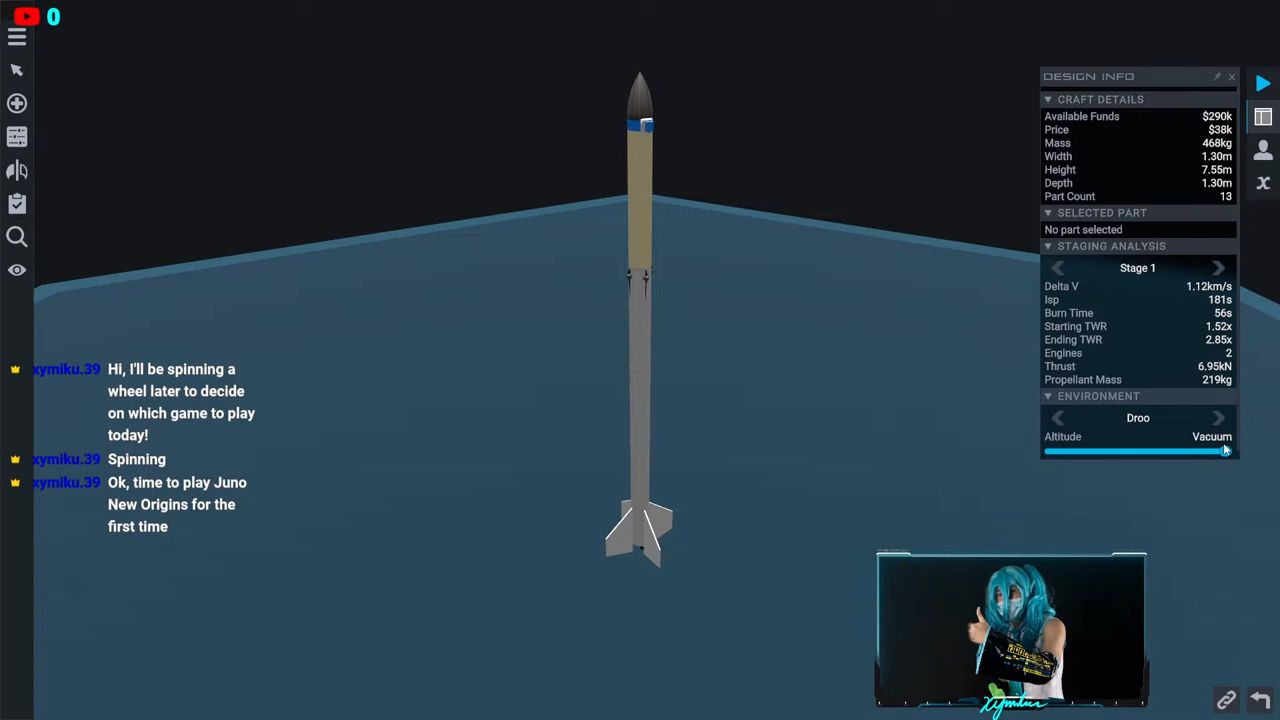 0
xymiku.39 Hi, I'll be spinning a
wheel later to decide
on which game to play
today!
xymiku.39 Spinning
xymiku.39 Ok, time to play Juno
New Origins for the
first time
DESIGN INFO
CRAFT DETAILS
Available Funds $290k
Price $38k
Mass 468kg
Width 1.30m
Height 7.55m
Depth 1.30m
Part Count 13
SELECTED PART
No part selected
STAGING ANALYSIS
Stage 1
Delta V 1.12km/s
Isp 181s
Burn Time 56s
Starting TWR 1.52x
Ending TWR 2.85x
Engines 2
Thrust 6.95kN
Propellant Mass 219kg
ENVIRONMENT
Droo
Altitude Vacuum
xymiku